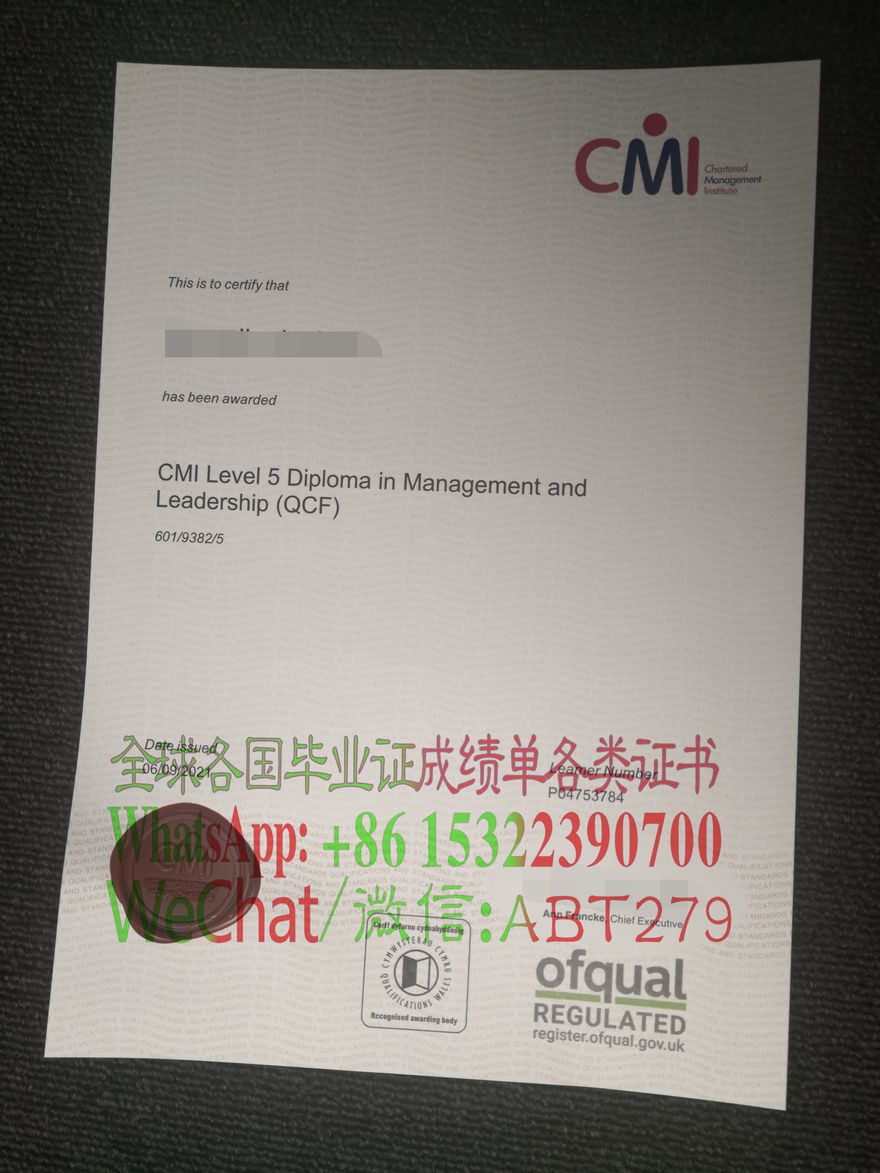 CMI
Chartered
Management
Institute
This is to certify that
has been awarded
CMI Level 5 Diploma in Management and
Leadership (QCF)
601/9382/5
Date issued
06/09/2021
Learner Number
P04753784
全球各国毕业证成绩单各类证书
WhatsApp: +86 15322390700
WeChat/微信:ABT279
Ann Francke, Chief Executive
Corff dyfarnu cydnabyddedig
CYMWYSTERAU CYMRU
QUALIFICATIONS WALES
Recognised awarding body
ofqual
REGULATED
register.ofqual.gov.uk